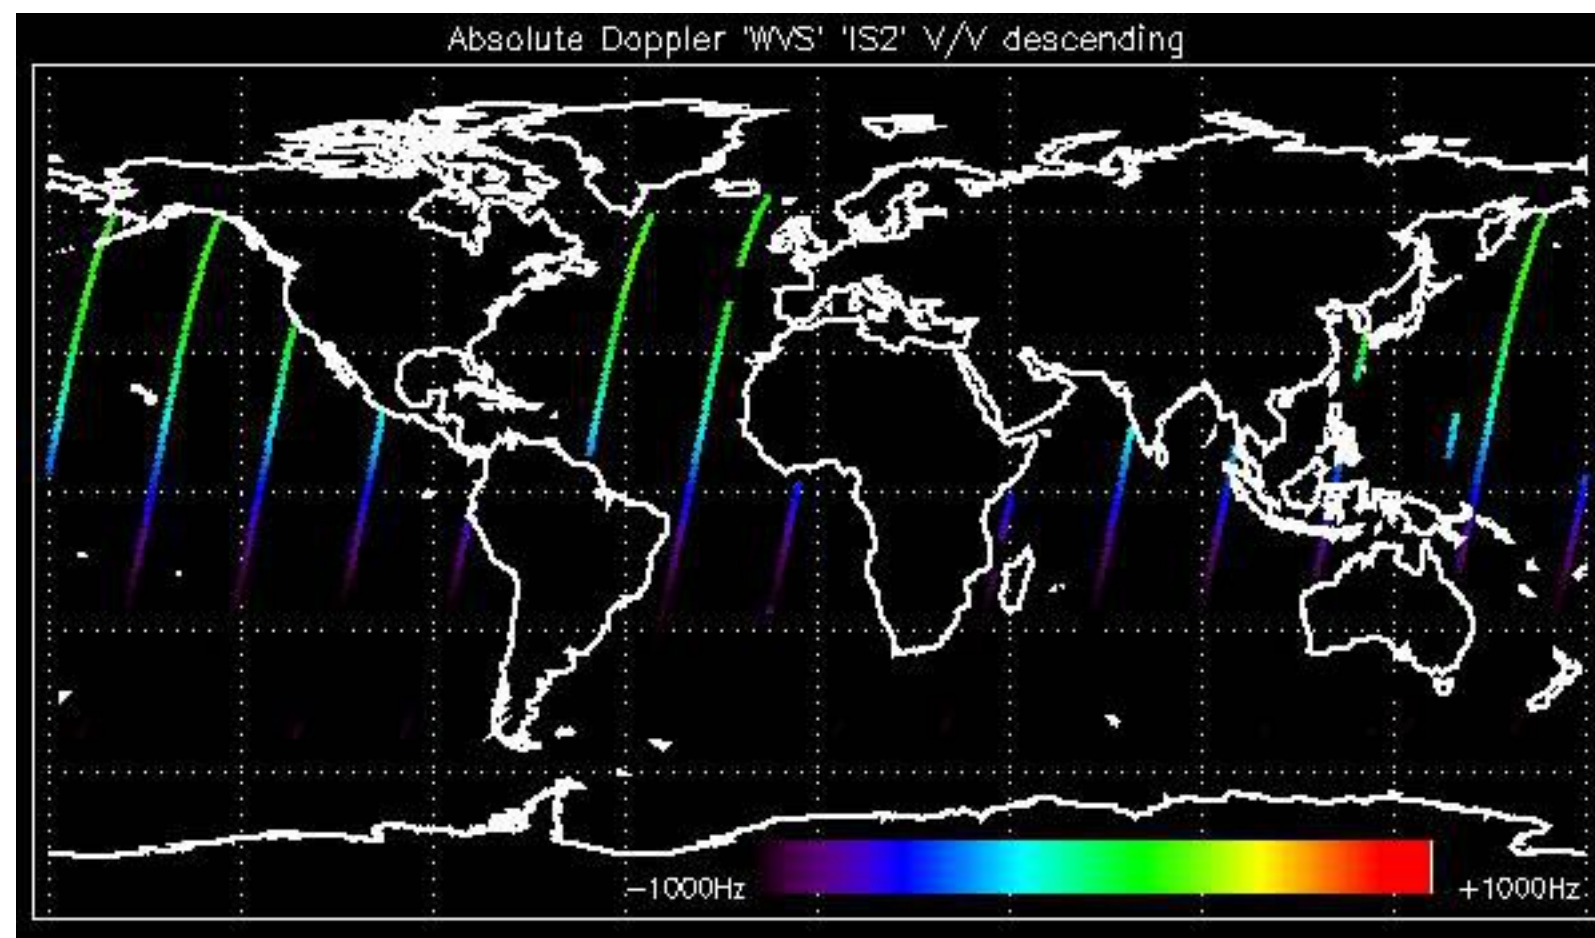 Absolute Doppler 'WVS' 'IS2' V/V descending
−1000Hz
+1000Hz